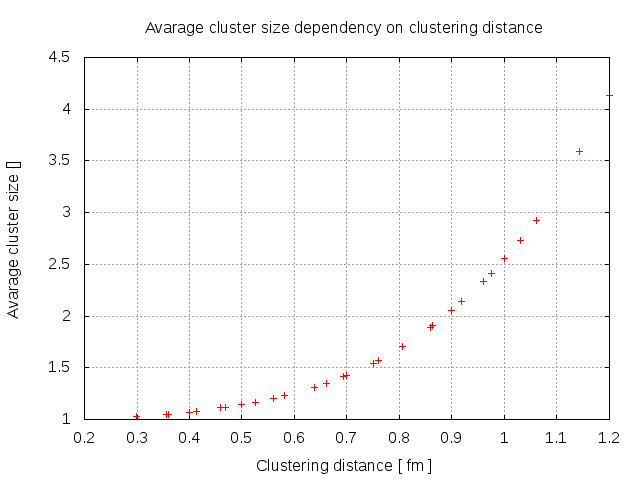 Avarage cluster size dependency on clustering distance
4.5
4
3.5
3
2.5
2
1.5
1
Avarage cluster size []
0.2 0.3 0.4 0.5 0.6 0.7 0.8 0.9 1 1.1 1.2
Clustering distance [ fm ]